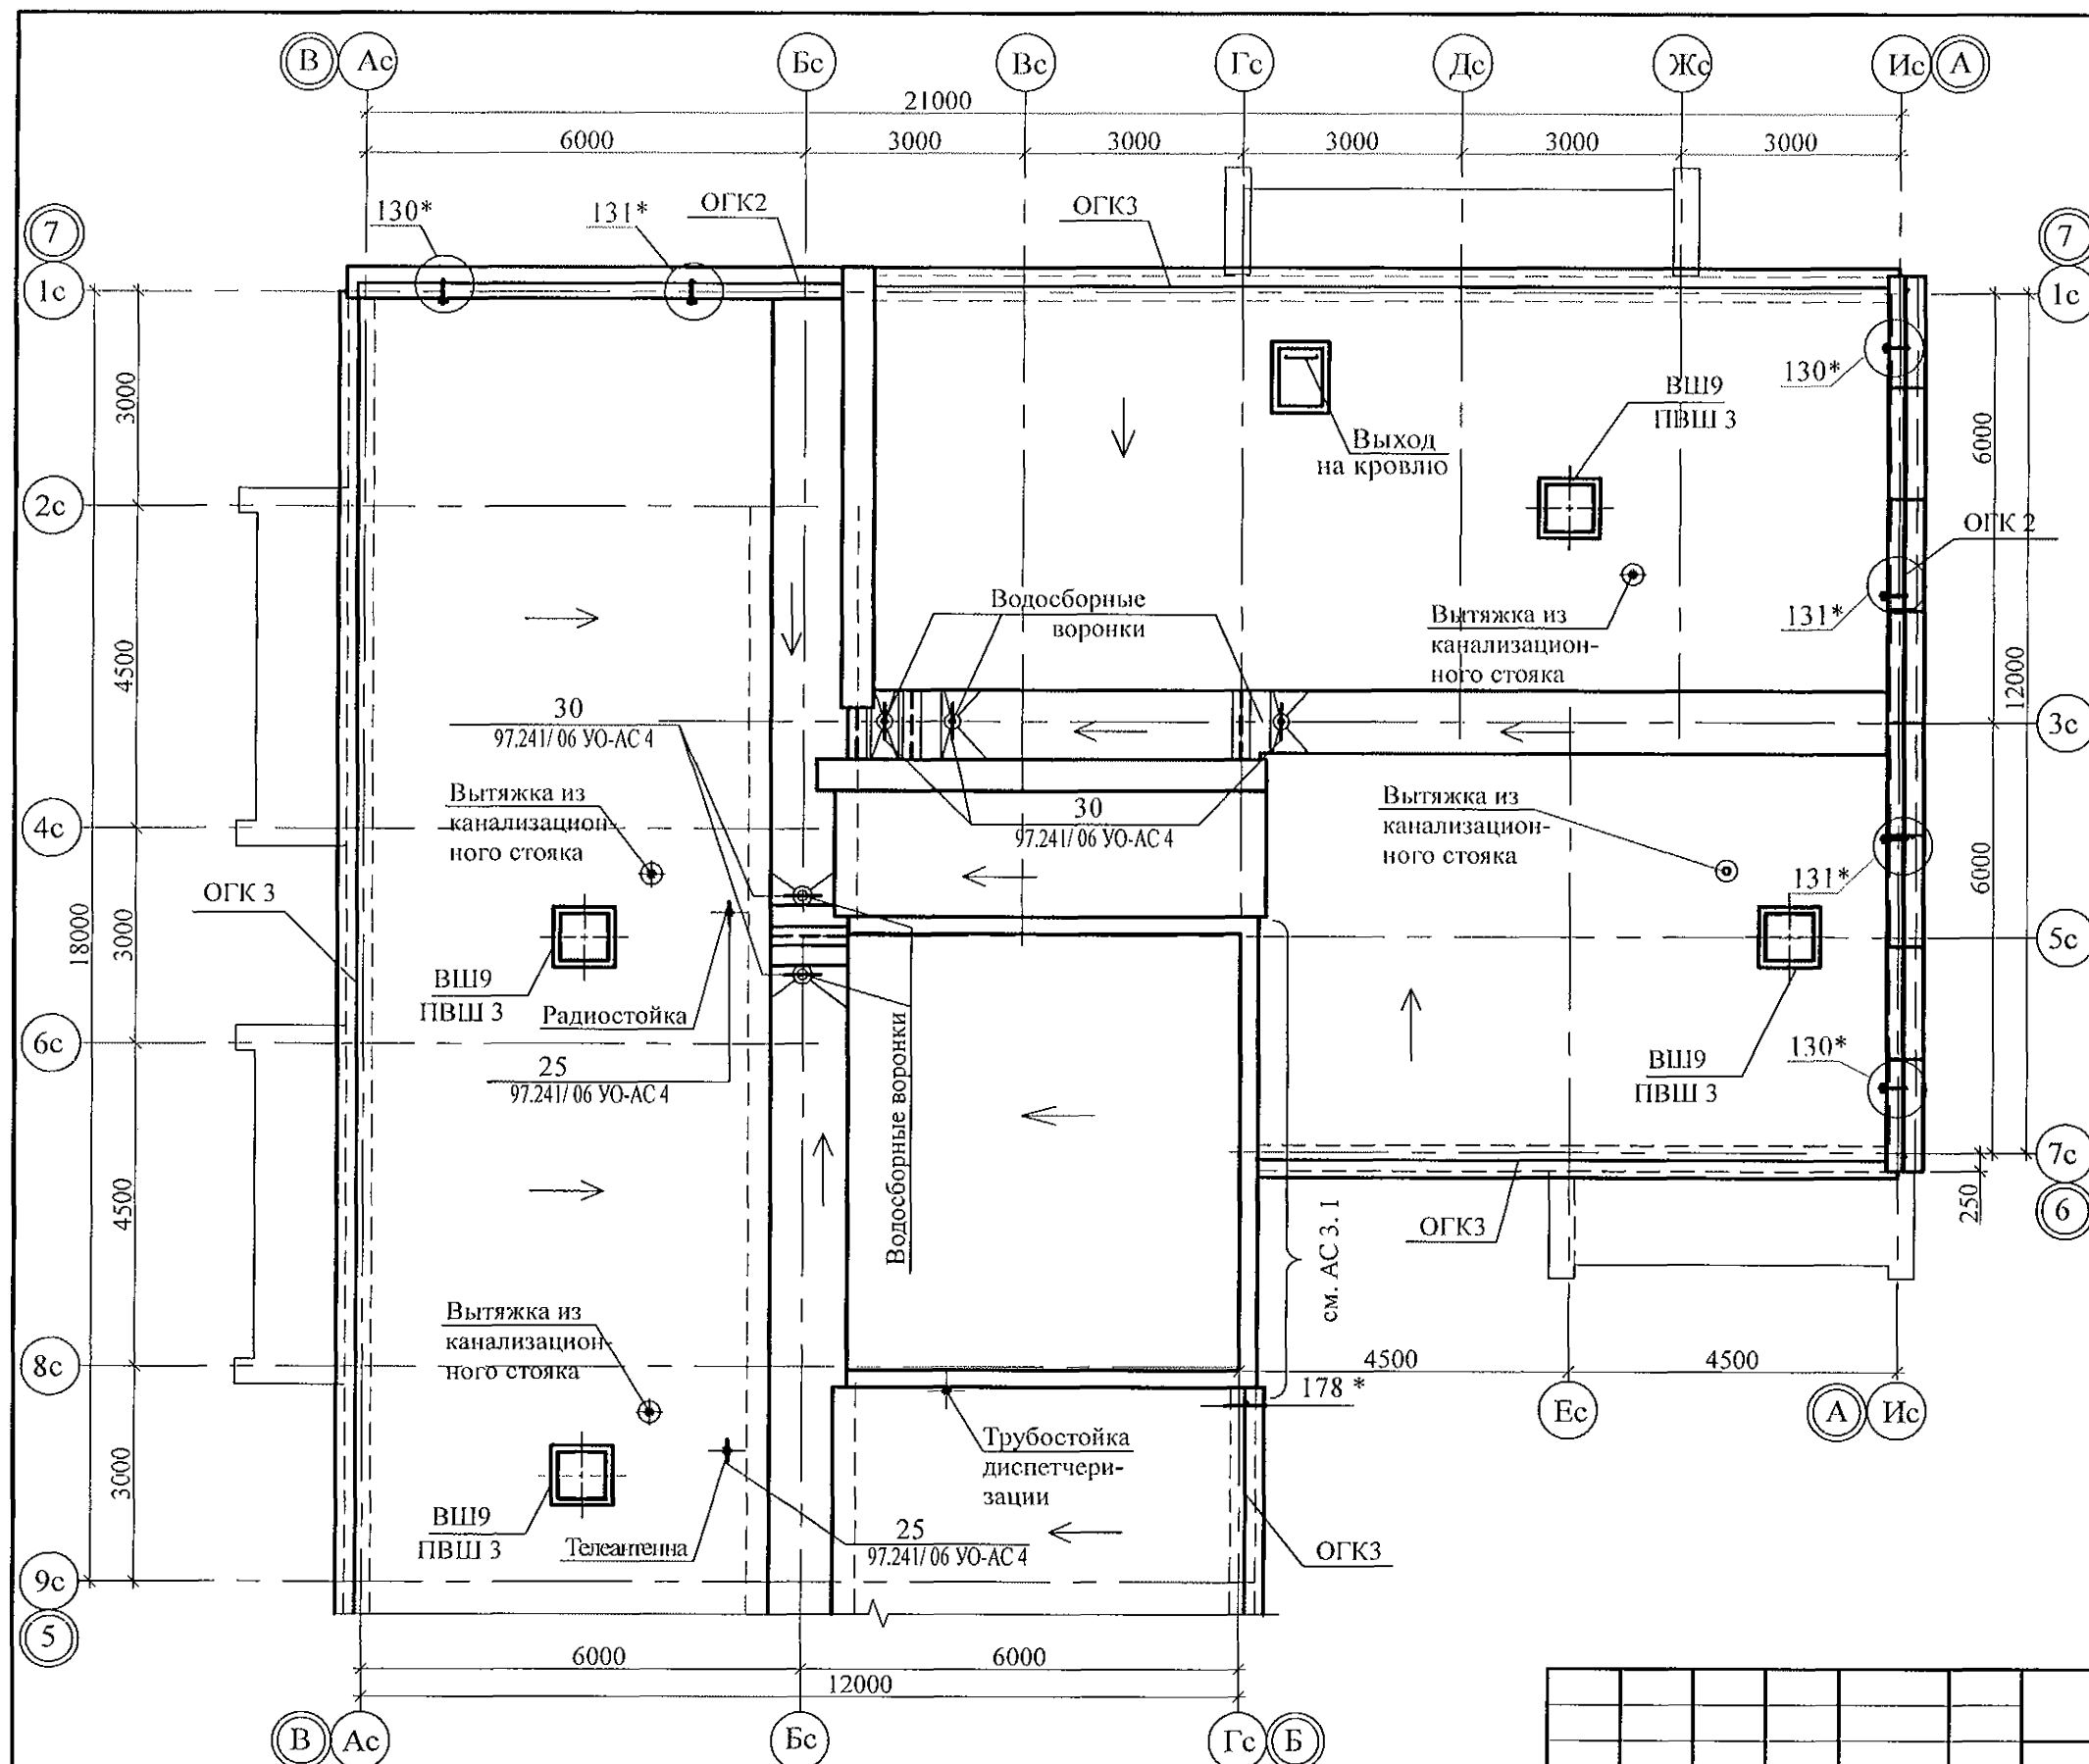 В
Ас
Бс
Вс
Гс
Дс
Жс
Ис
А
21000
6000
3000
3000
3000
3000
3000
130*
131*
ОГК2
ОГК3
7
7
1с
1с
3000
130*
ВШ9
ПВШ 3
6000
Выход
на кровлю
2с
ОГК 2
Водосборные
воронки
Вытяжка из
канализацион-
ного стояка
131*
4500
12000
30
97.241/ 06 УО-АС 4
3с
Вытяжка из
канализацион-
ного стояка
30
97.241/ 06 УО-АС 4
Вытяжка из
канализацион-
ного стояка
4с
6000
131*
ОГК 3
18000
3000
5с
ВШ9
ПВШ 3
Радиостойка
6с
Водосборные воронки
25
97.241/ 06 УО-АС 4
130*
ВШ9
ПВШ 3
7с
250
6
4500
ОГК3
см. АС 3. 1
Вытяжка из
канализацион-
ного стояка
8с
4500
4500
178 *
Ес
А
Ис
Трубостойка
диспетчери-
зации
3000
ВШ9
ПВШ 3
Телеантенна
25
97.241/ 06 УО-АС 4
ОГК3
9с
5
6000
6000
12000
В
Ас
Бс
Гс
Б